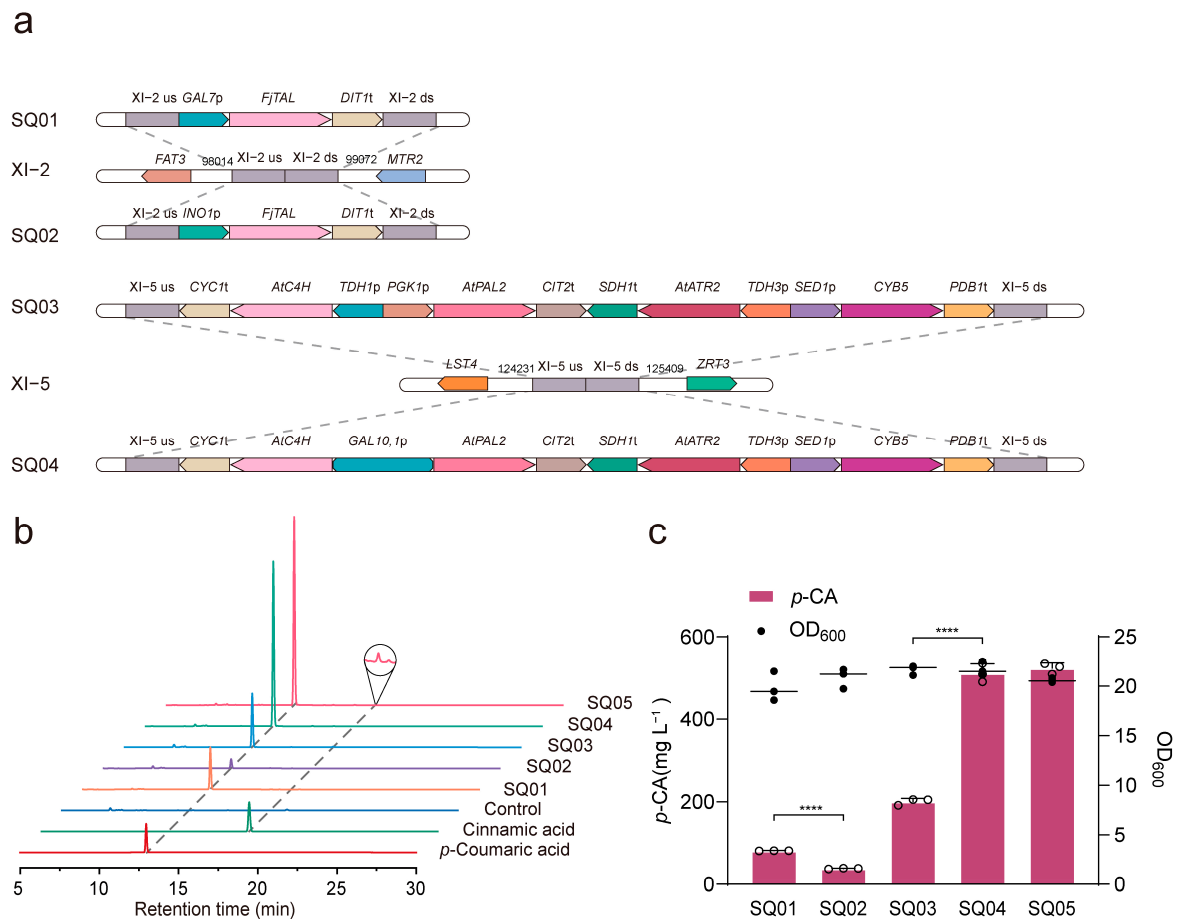 a
XI−2 us GAL7p FjTAL DIT1t XI−2 ds
SQ01
FAT3 98014 XI−2 us XI−2 ds 99072 MTR2
XI−2
XI−2 us INO1p FjTAL DIT1t XI−2 ds
SQ02
XI−5 us CYC1t AtC4H TDH1p PGK1p AtPAL2 CIT2t SDH1t AtATR2 TDH3p SED1p CYB5 PDB1t XI−5 ds
SQ03
LST4 124231 XI−5 us XI−5 ds 125409 ZRT3
XI−5
XI−5 us CYC1t AtC4H GAL10,1p AtPAL2 CIT2t SDH1t AtATR2 TDH3p SED1p CYB5 PDB1t XI−5 ds
SQ04
b
SQ05
SQ04
SQ03
SQ02
SQ01
Control
Cinnamic acid
p-Coumaric acid
5 10 15 20 25 30
Retention time (min)
c
p-CA
OD600
****
****
600
400
200
0
p-CA(mg L−1)
25
20
15
10
5
0
OD600
SQ01 SQ02 SQ03 SQ04 SQ05